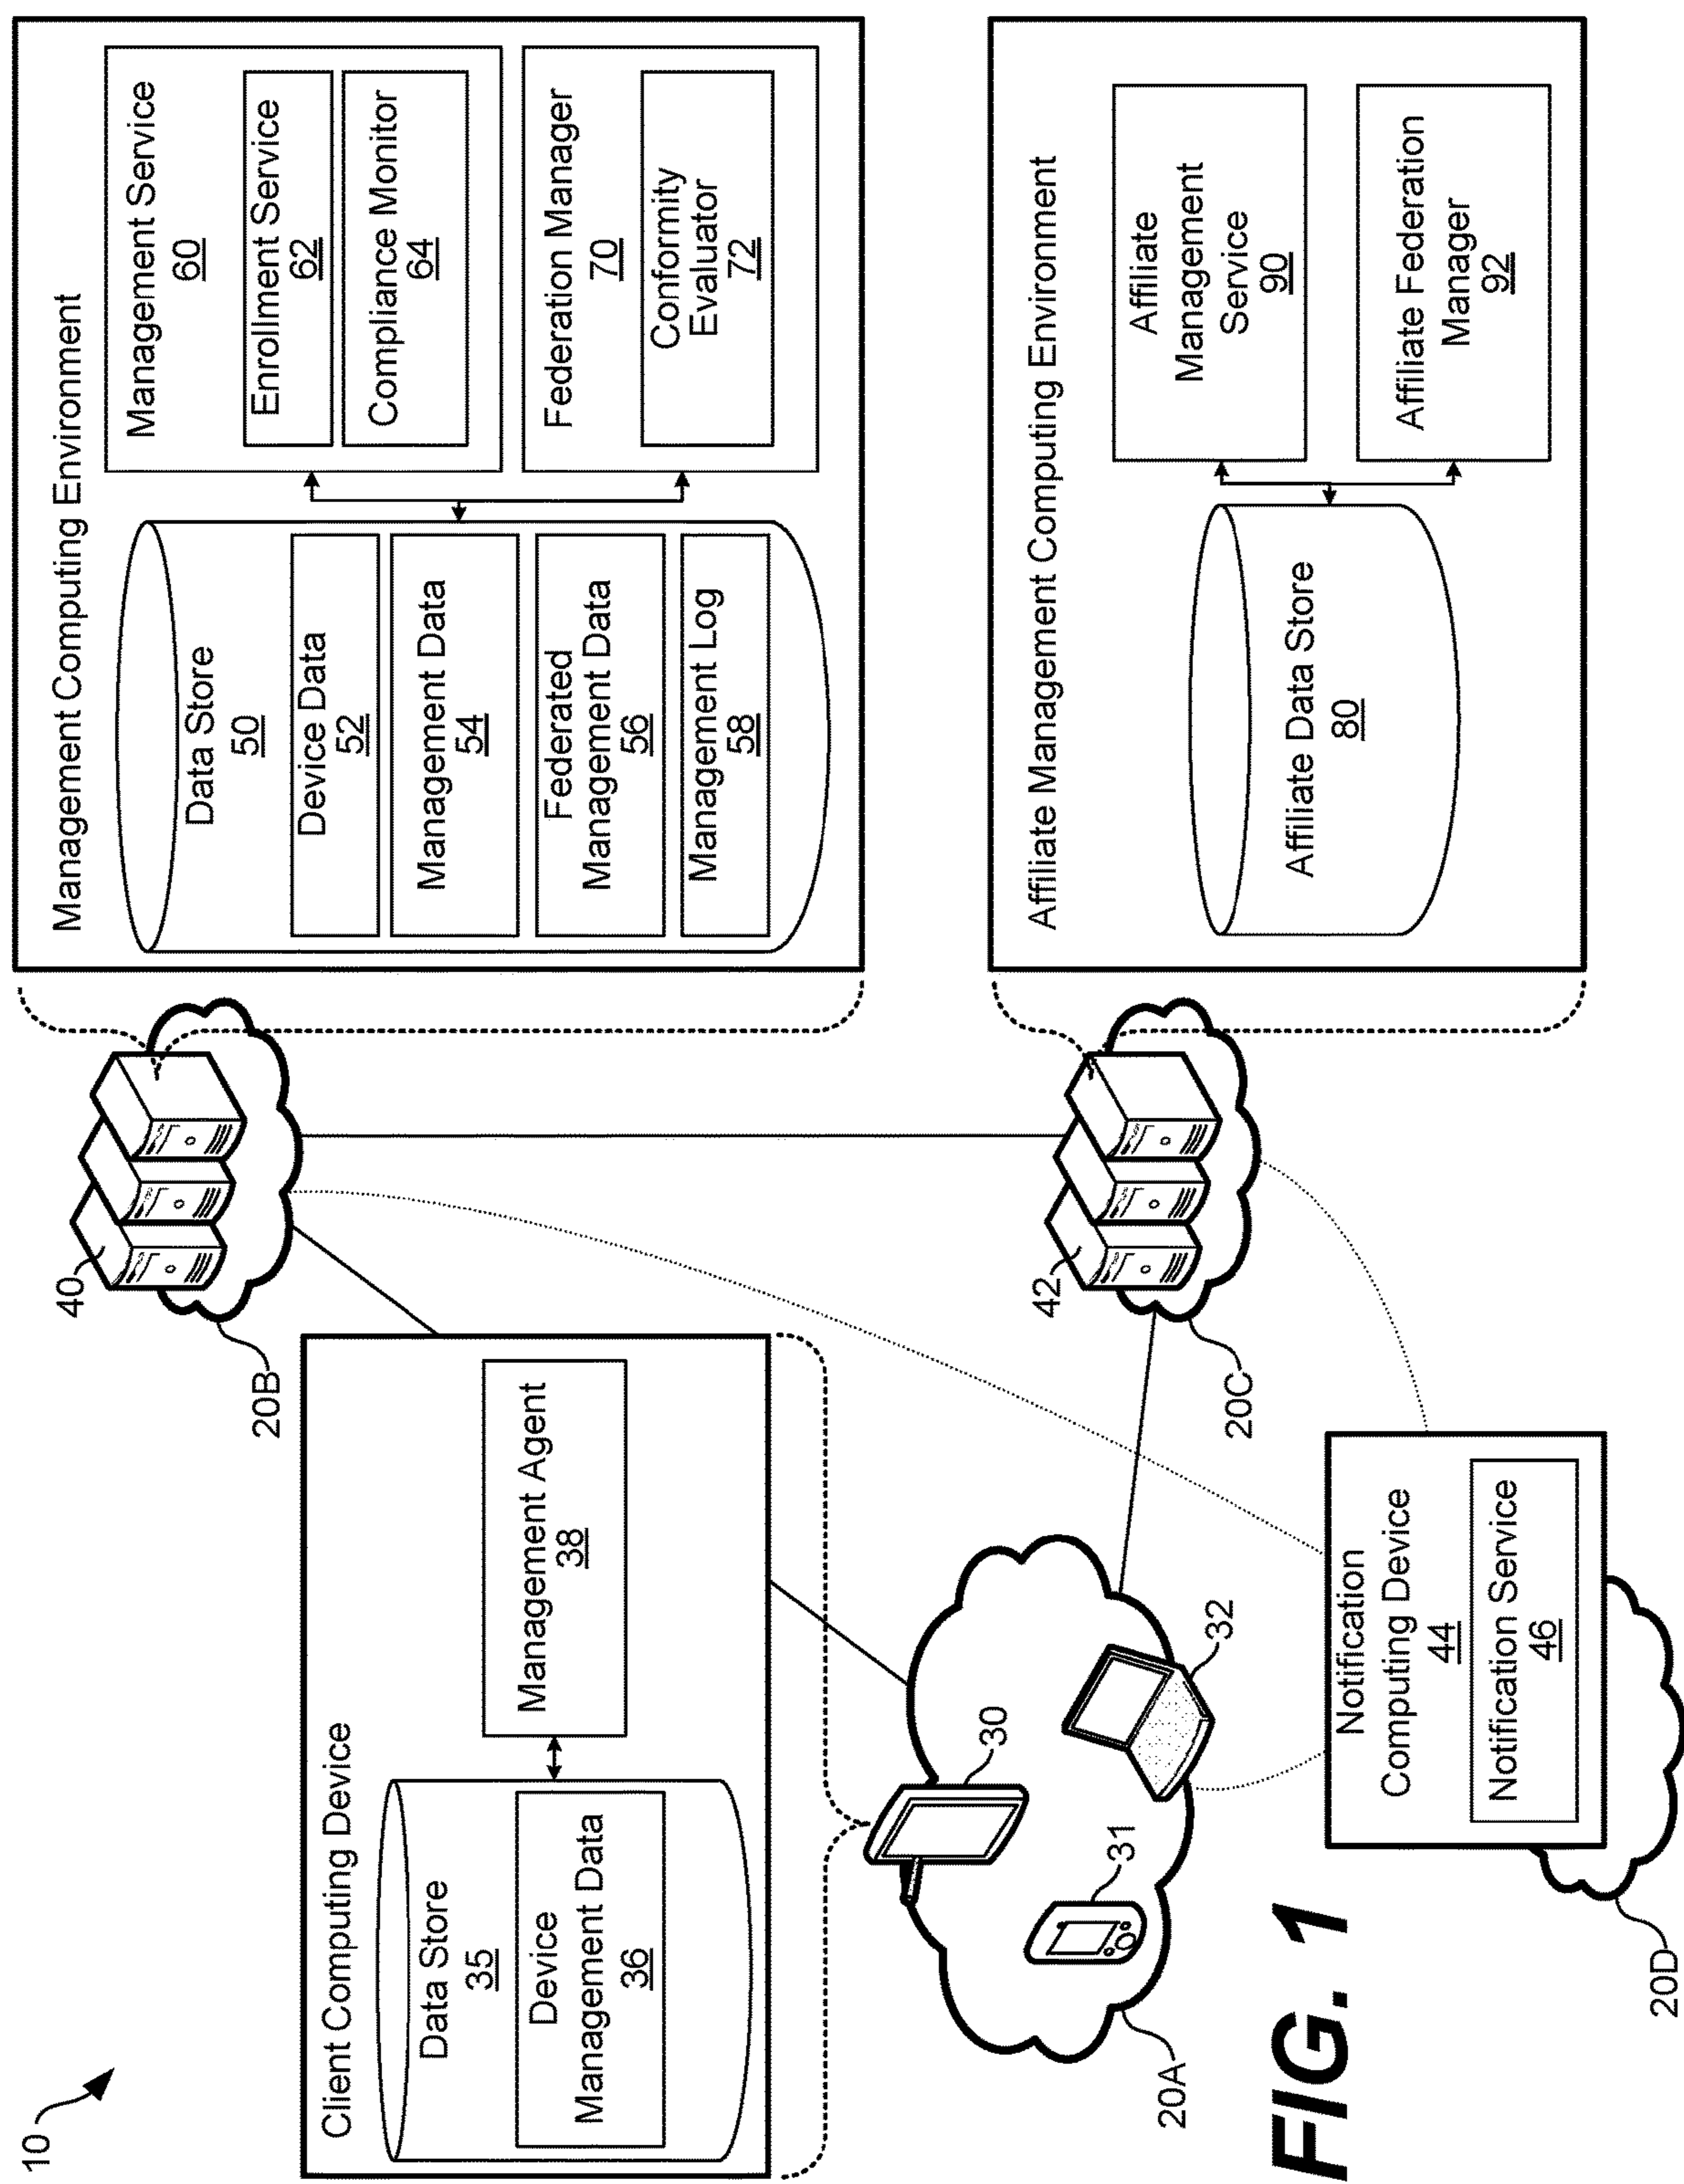 10
Client Computing Device
Data Store
35
Device
Management Data
36
Management Agent
38
20B
40
Management Computing Environment
Data Store
50
Device Data
52
Management Data
54
Federated
Management Data
56
Management Log
58
Management Service
60
Enrollment Service
62
Compliance Monitor
64
Federation Manager
70
Conformity
Evaluator
72
20A
30
31
32
20C
42
Affiliate Management Computing Environment
Affiliate Data Store
80
Affiliate
Management
Service
90
Affiliate Federation
Manager
92
Notification
Computing Device
44
Notification Service
46
20D
FIG. 1